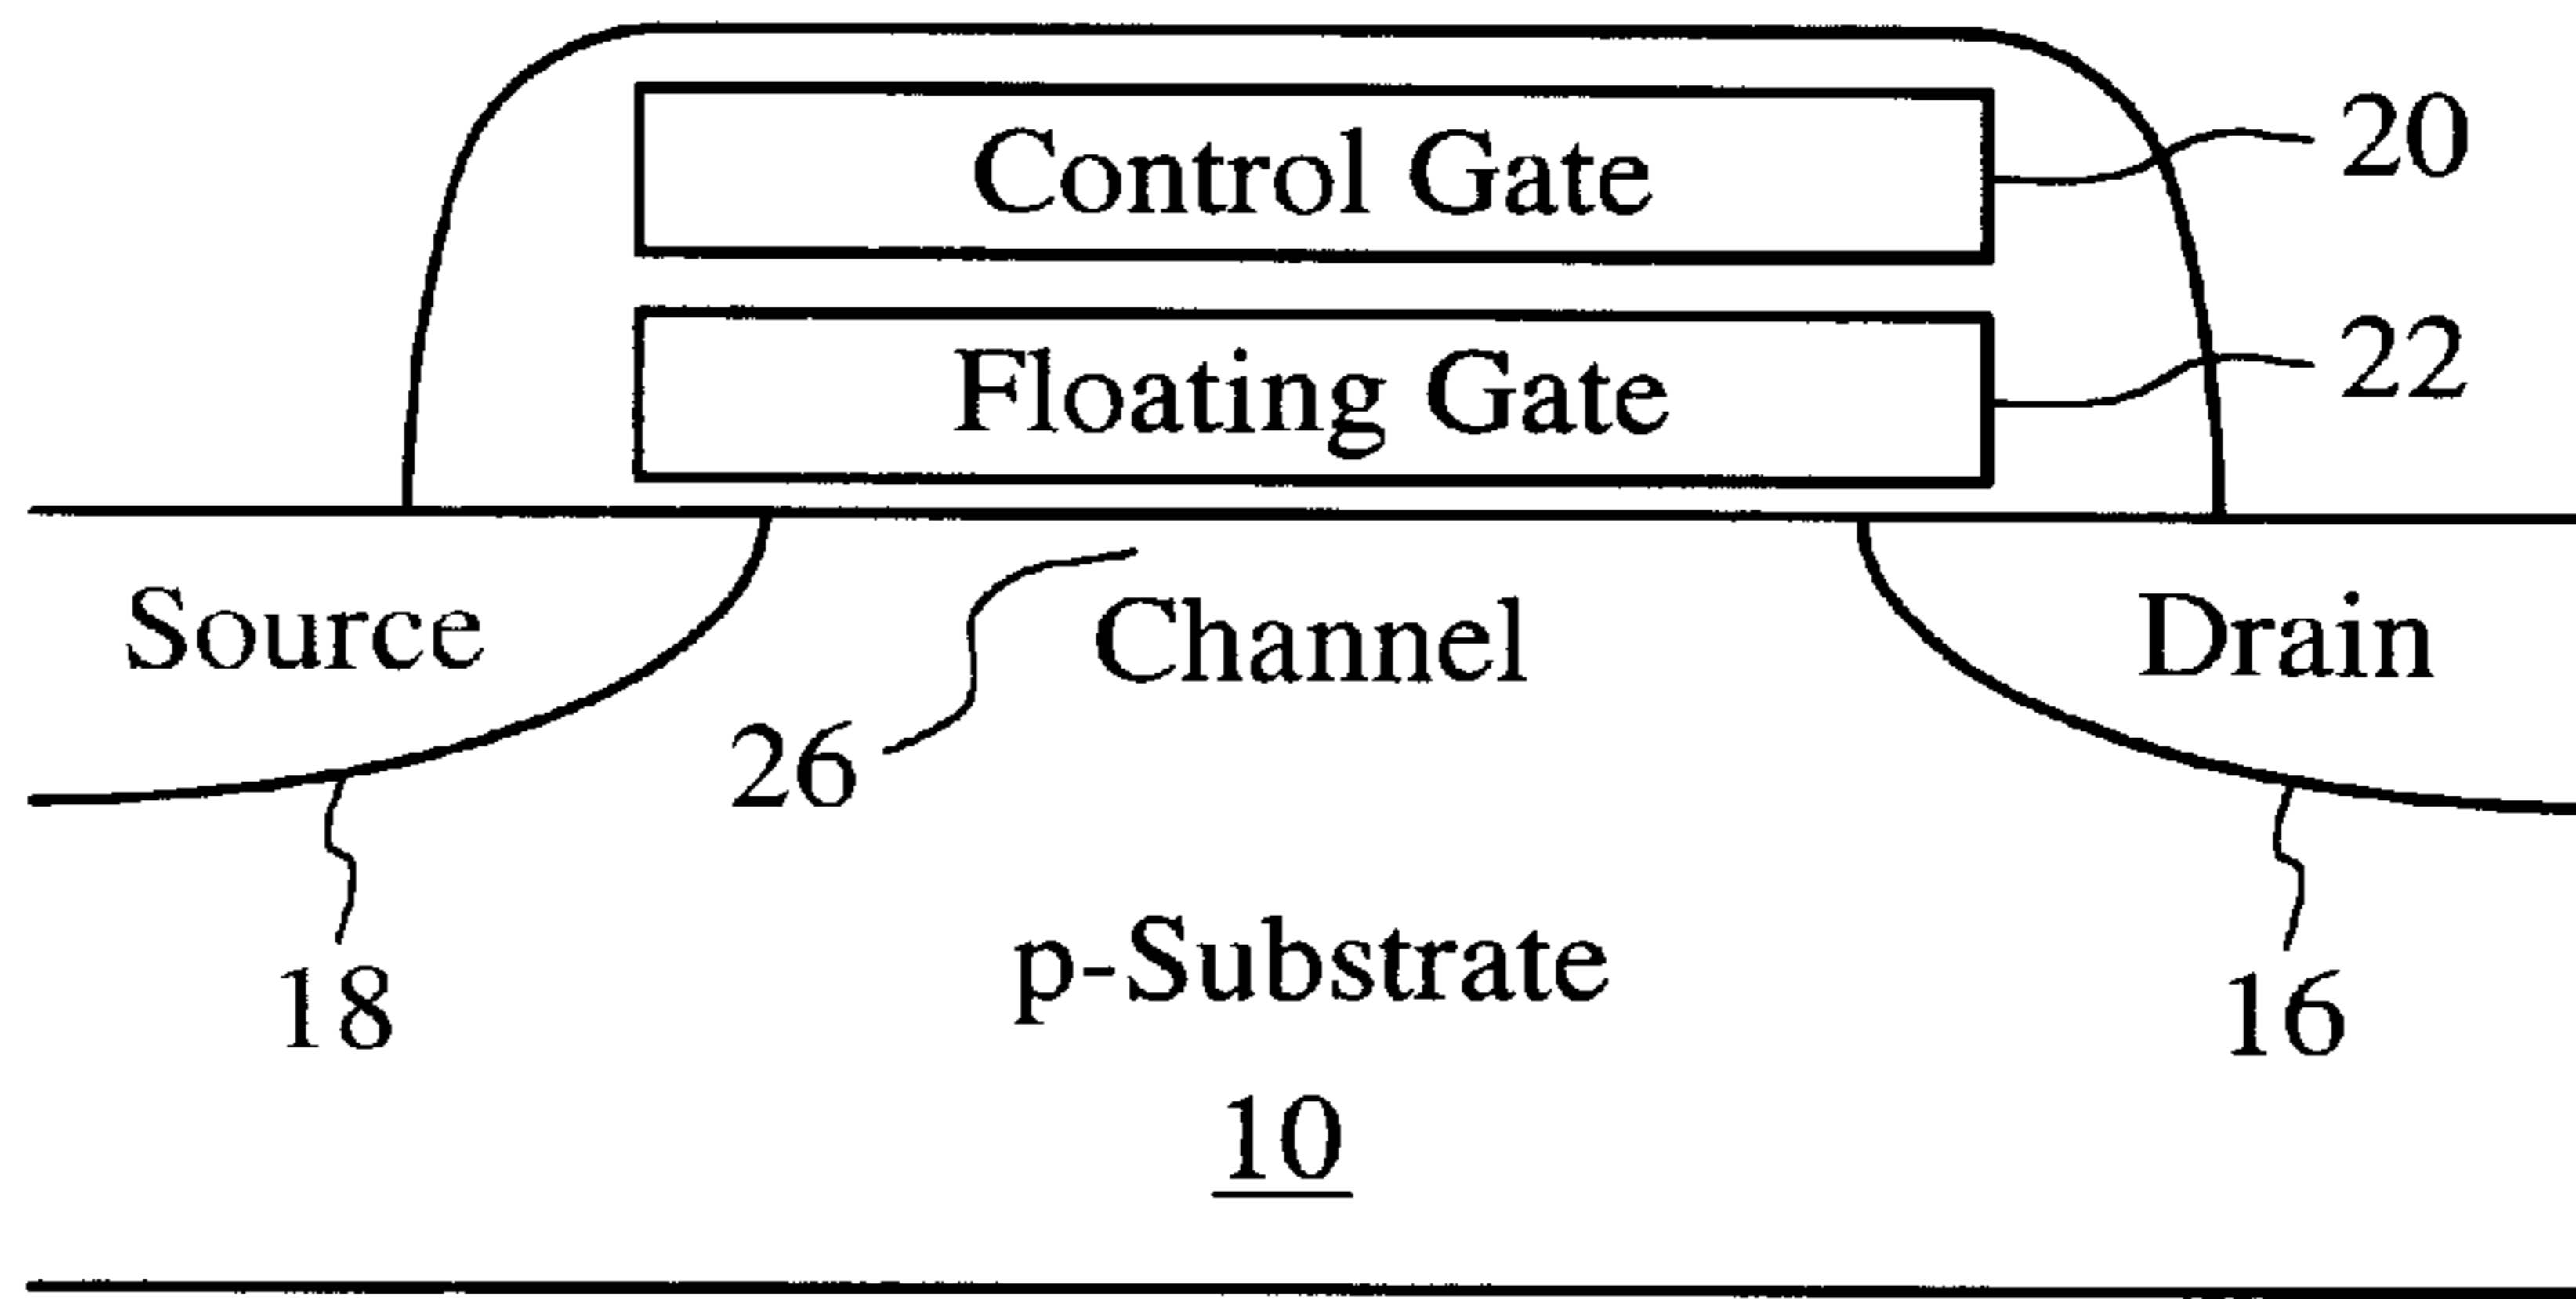 Control Gate
20
Floating Gate
22
Source
Channel
Drain
26
p-Substrate
18
16
10